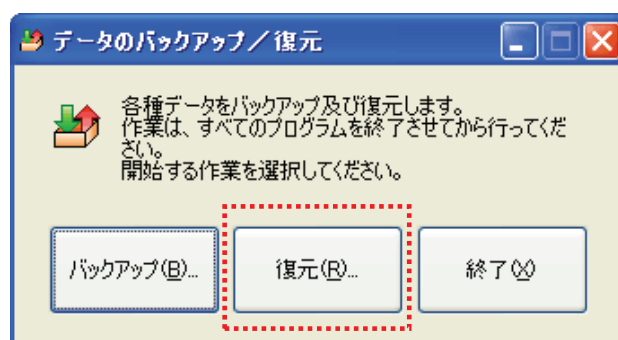 データのバックアップ／復元
各種データをバックアップ及び復元します。
作業は、すべてのプログラムを終了させてから行ってくだ
さい。
開始する作業を選択してください。
バックアップ(B)... 復元(R)... 終了(X)